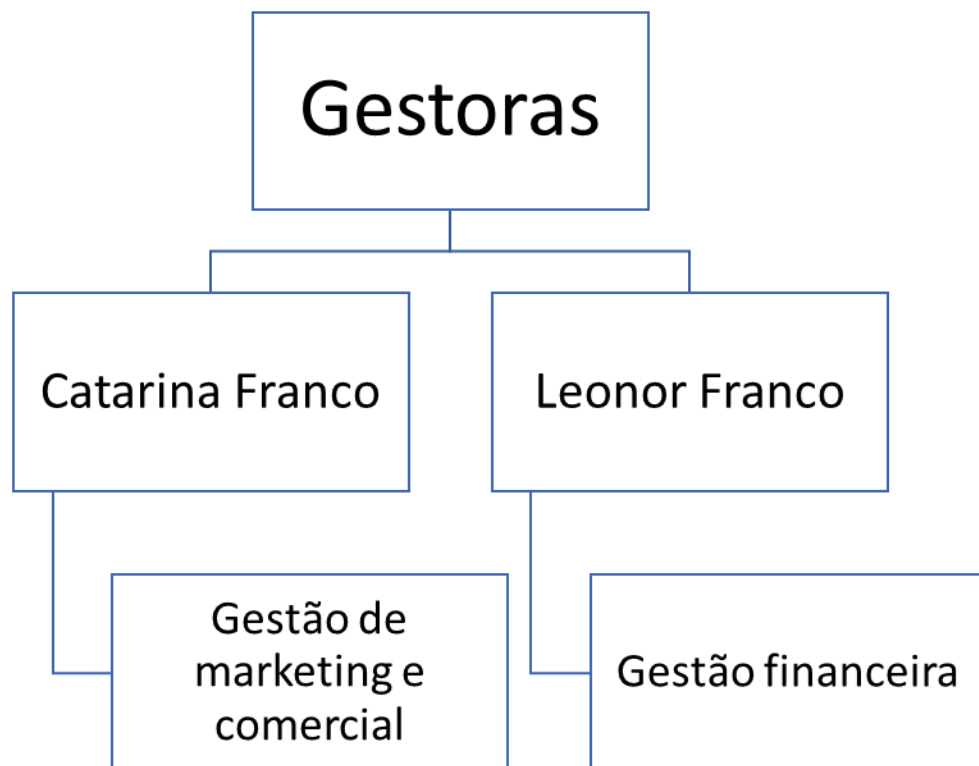 Gestoras
Catarina Franco
Leonor Franco
Gestão de
marketing e
comercial
Gestão financeira